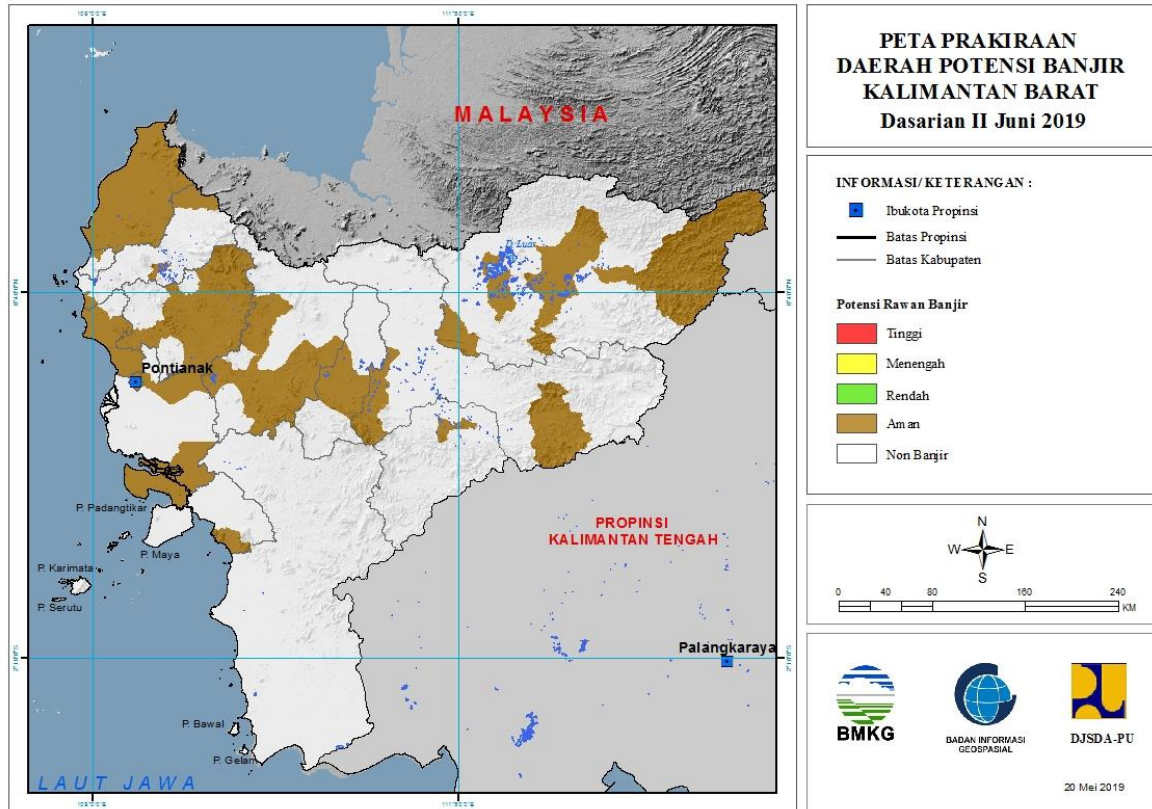 PETA PRAKIRAAN
DAERAH POTENSI BANJIR
KALIMANTAN BARAT
Dasarian II Juni 2019
INFORMASI/ KETERANGAN :
Ibukota Propinsi
Batas Propinsi
Batas Kabupaten
Potensi Rawan Banjir
Tinggi
Menengah
Rendah
Aman
Non Banjir
N
W E
S
0 40 80 160 240
KM
BMKG
BADAN INFORMASI
GEOSPASIAL
DJSDA-PU
20 Mei 2019
MALAYSIA
D. Luar
Pontianak
P. Padangtikar
P. Maya
P. Karimata
P. Serutu
PROPINSI
KALIMANTAN TENGAH
Palangkaraya
P. Bawal
P. Gelam
LAUT JAWA